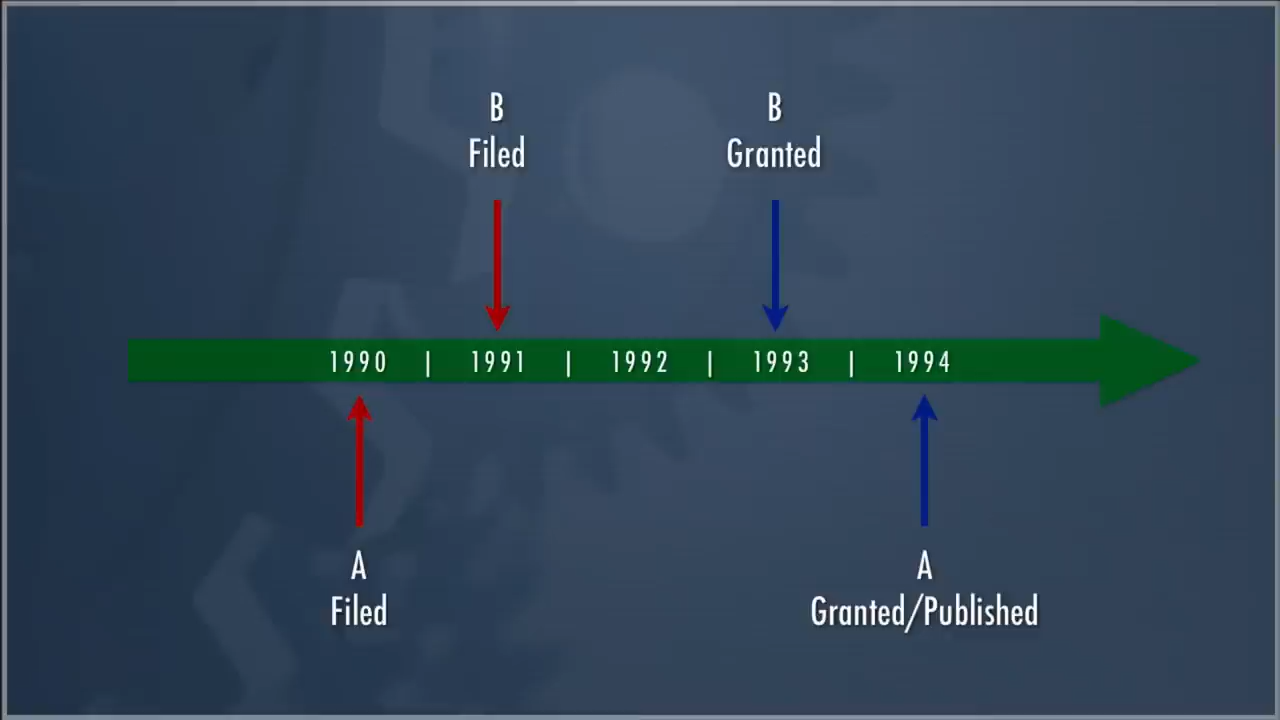 B
Filed
B
Granted
1990 | 1991 | 1992 | 1993 | 1994
A
Filed
A
Granted/Published